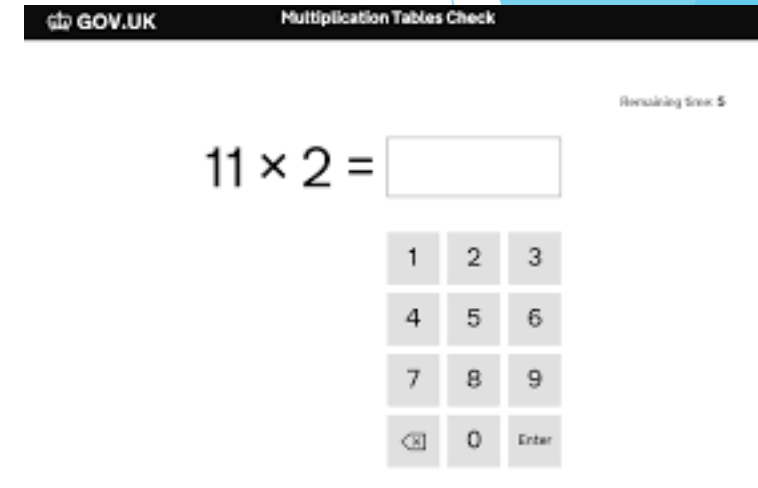 GOV.UK Multiplication Tables Check
Remaining time: 5
11 × 2 =
1 2 3
4 5 6
7 8 9
0 Enter